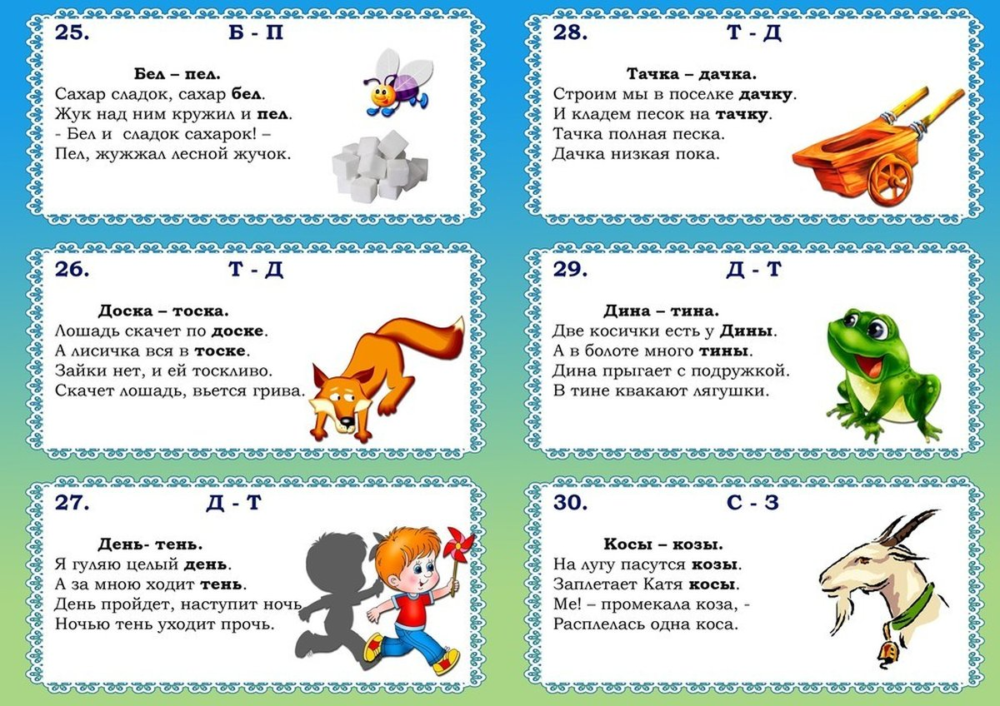 25. Б - П
Бел – пел.
Сахар сладок, сахар бел.
Жук над ним кружил и пел.
- Бел и  сладок сахарок! –
Пел, жужжал лесной жучок.
26. Т - Д
Доска – тоска.
Лошадь скачет по доске.
А лисичка вся в тоске.
Зайки нет, и ей тоскливо.
Скачет лошадь, вьется грива.
27. Д - Т
День- тень.
Я гуляю целый день.
А за мною ходит тень.
День пройдет, наступит ночь
Ночью тень уходит прочь.
28. Т - Д
Тачка – дачка.
Строим мы в поселке дачку.
И кладем песок на тачку.
Тачка полная песка.
Дачка низкая пока.
29. Д - Т
Дина – тина.
Две косички есть у Дины.
А в болоте много тины.
Дина прыгает с подружкой.
В тине квакают лягушки.
30. С - З
Косы – козы.
На лугу пасутся козы.
Заплетает Катя косы.
Ме! – промекала коза, -
Расплелась одна коса.